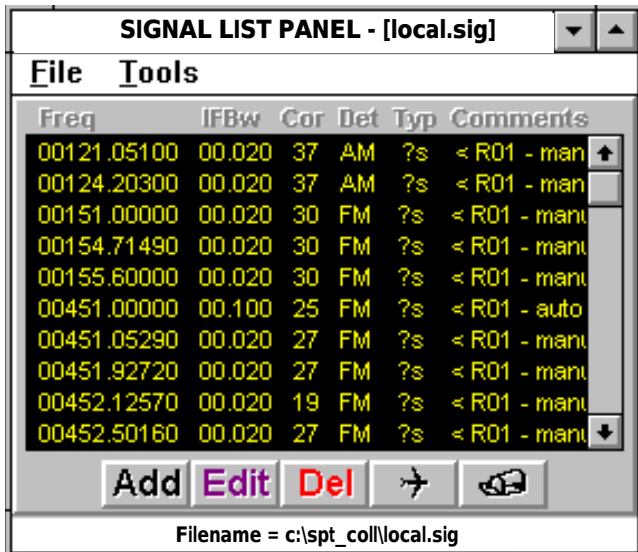 SIGNAL LIST PANEL - [local.sig]
File Tools
Freq IFBw Cor Det Typ Comments
00121.05100 00.020 37 AM ?s < R01 - man
00124.20300 00.020 37 AM ?s < R01 - man
00151.00000 00.020 30 FM ?s < R01 - manu
00154.71490 00.020 30 FM ?s < R01 - manu
00155.60000 00.020 30 FM ?s < R01 - manu
00451.00000 00.100 25 FM ?s < R01 - auto
00451.05290 00.020 27 FM ?s < R01 - manu
00451.92720 00.020 27 FM ?s < R01 - manu
00452.12570 00.020 19 FM ?s < R01 - manu
00452.50160 00.020 27 FM ?s < R01 - manu
Add Edit Del
Filename = c:\spt_coll\local.sig